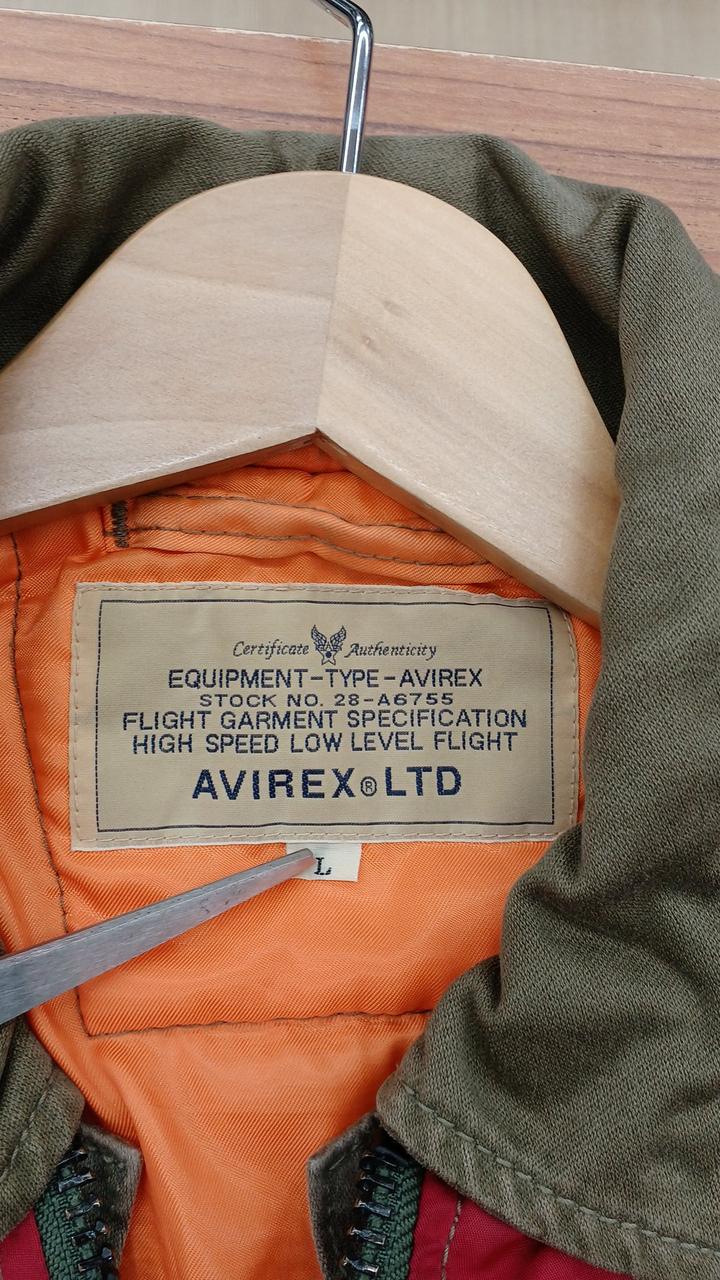 Certificate Authenticity
EQUIPMENT-TYPE-AVIREX
STOCK NO. 28-A6755
FLIGHT GARMENT SPECIFICATION
HIGH SPEED LOW LEVEL FLIGHT
AVIREX® LTD
L